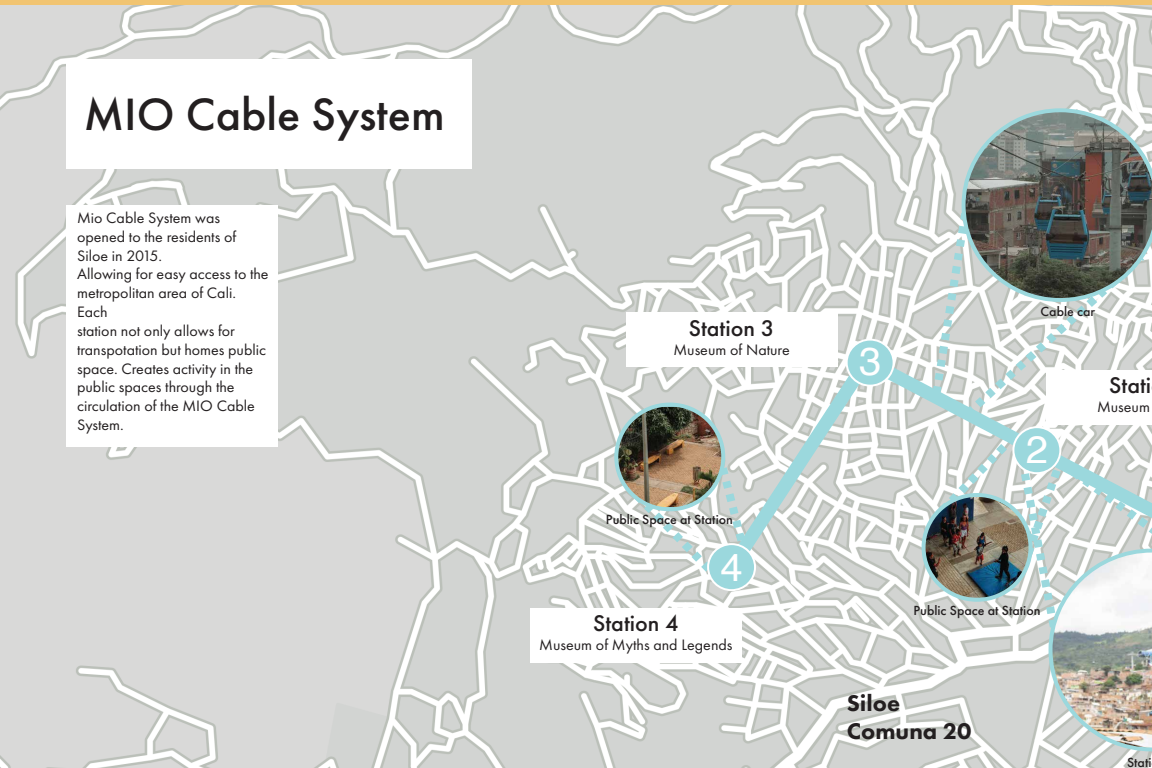 MIO Cable System
Mio Cable System was
opened to the residents of
Siloe in 2015.
Allowing for easy access to the
metropolitan area of Cali.
Each
station not only allows for
transpotation but homes public
space. Creates activity in the
public spaces through the
circulation of the MIO Cable
System.
Cable car
Station 3
Museum of Nature
3
Stati
Museum
2
Public Space at Station
4
Public Space at Station
Station 4
Museum of Myths and Legends
Siloe
Comuna 20
Stati